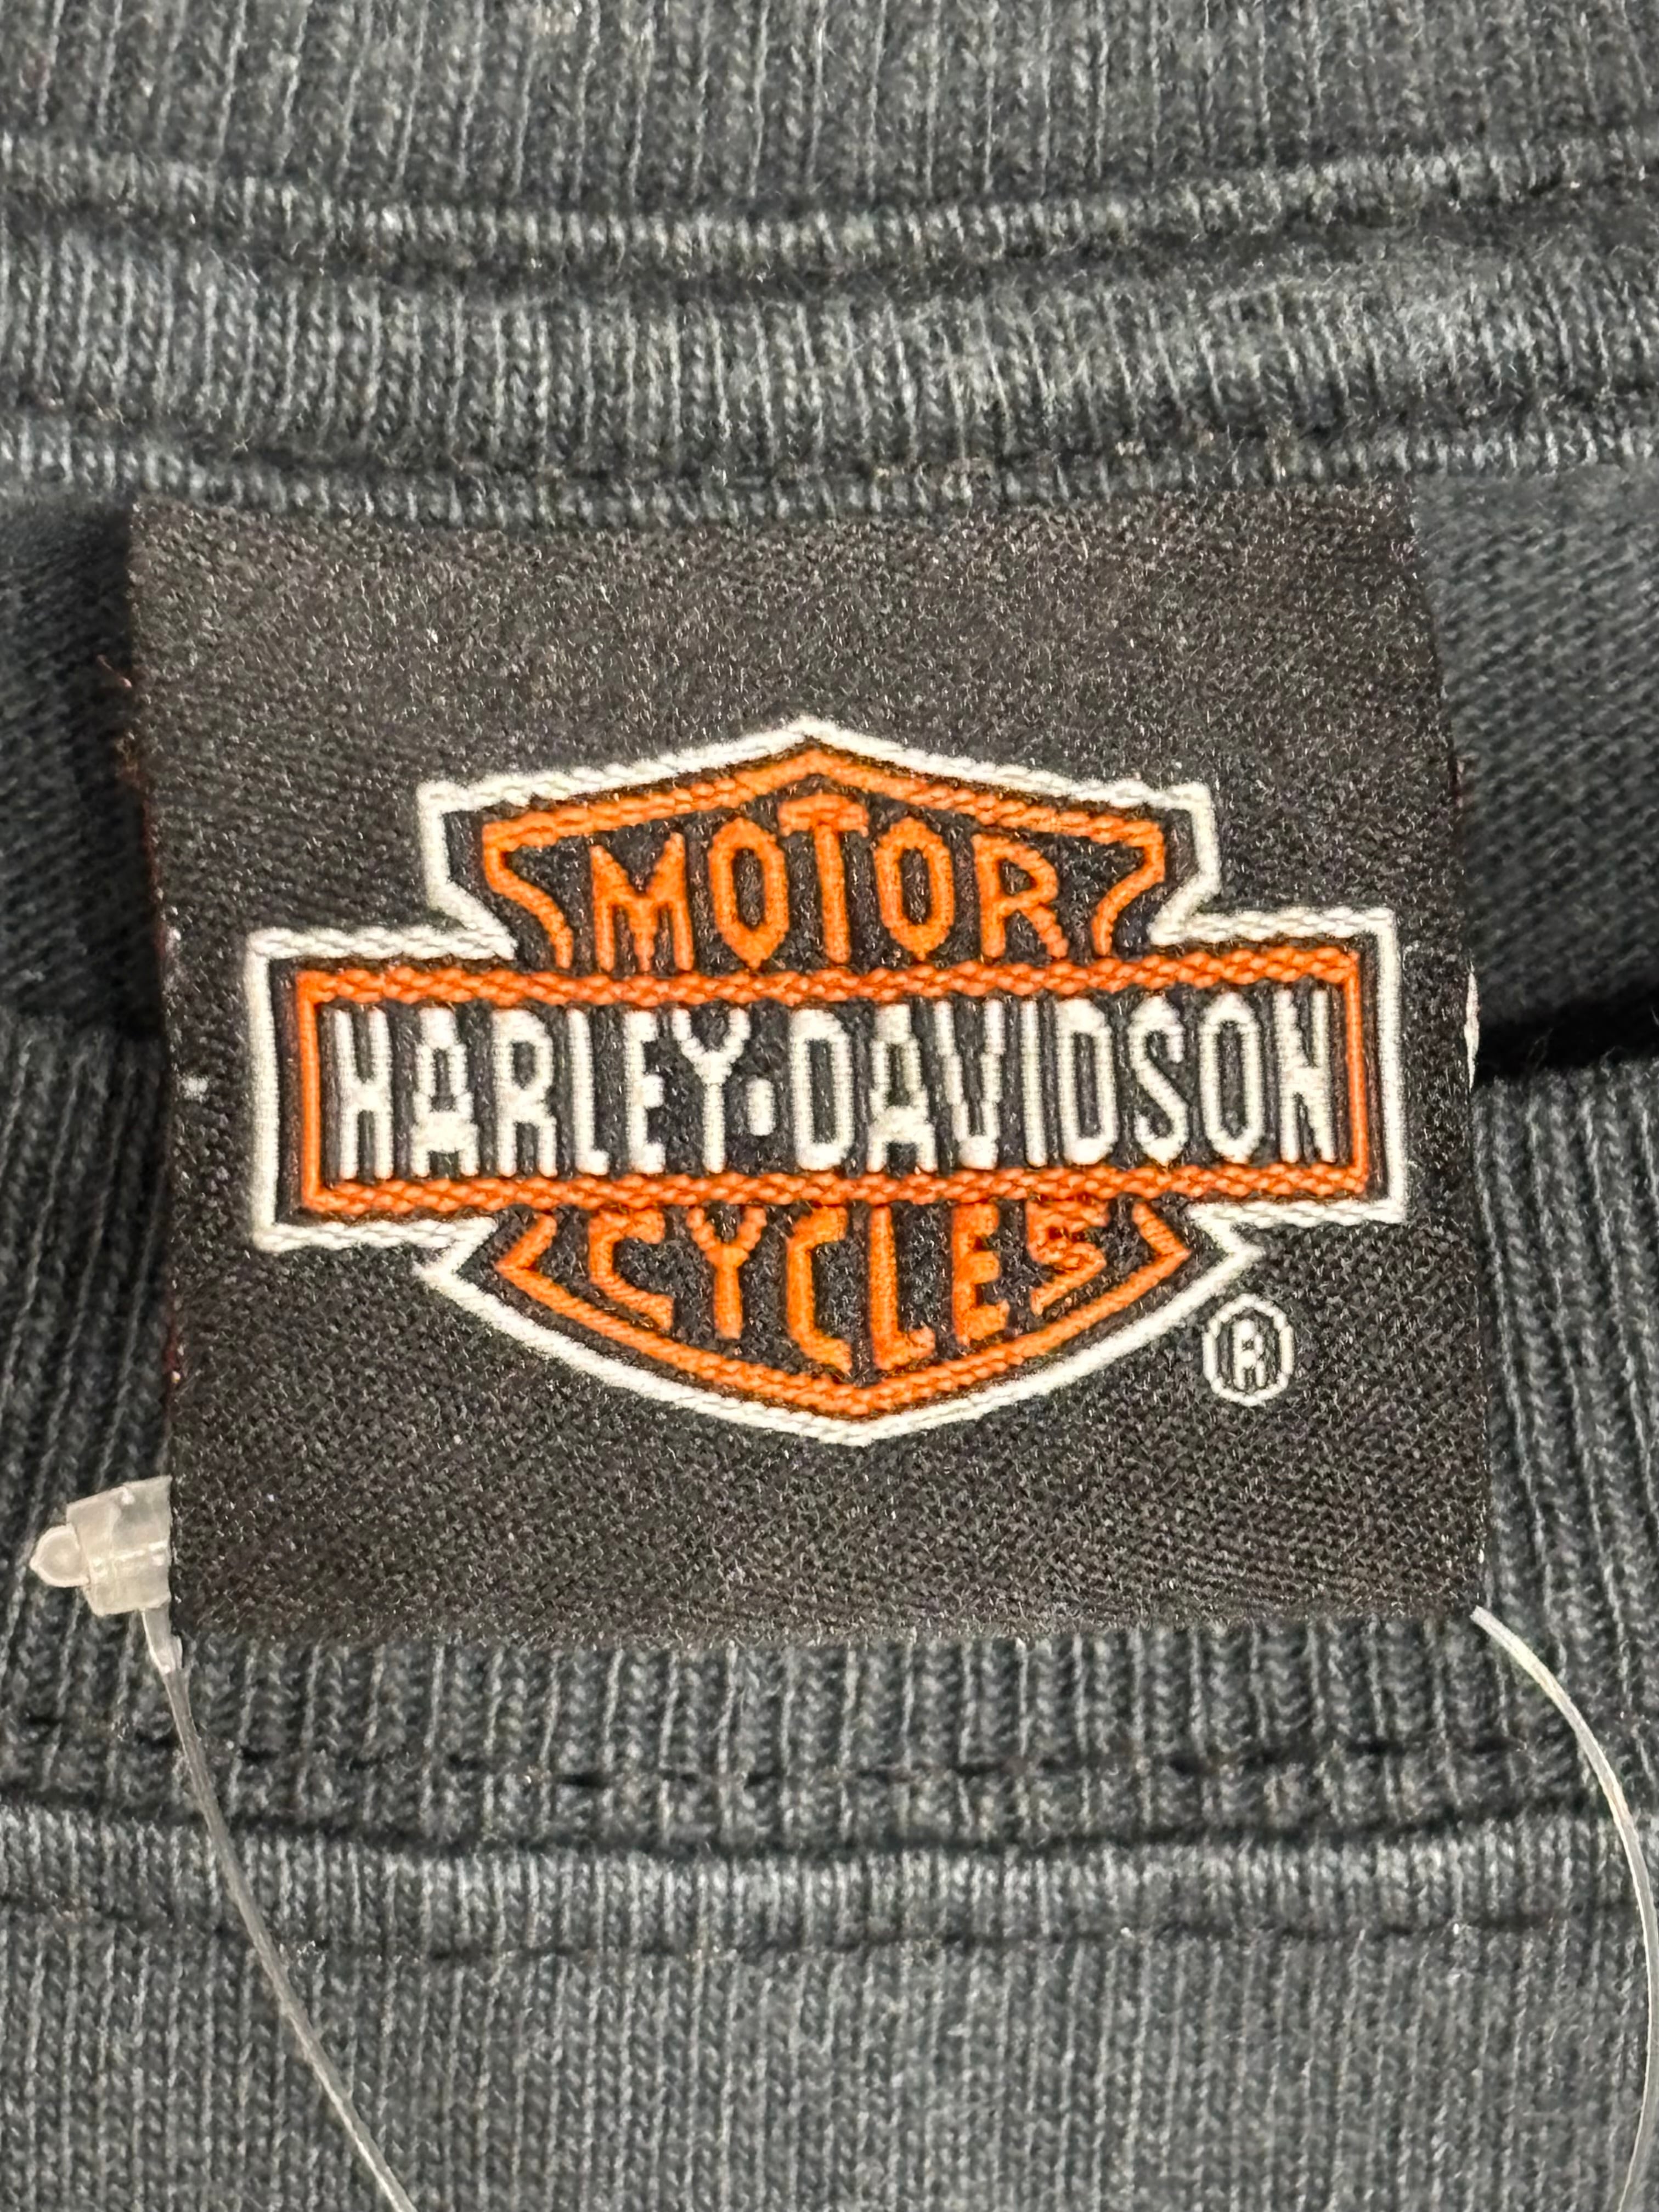 MOTOR
HARLEY-DAVIDSON
CYCLES
®